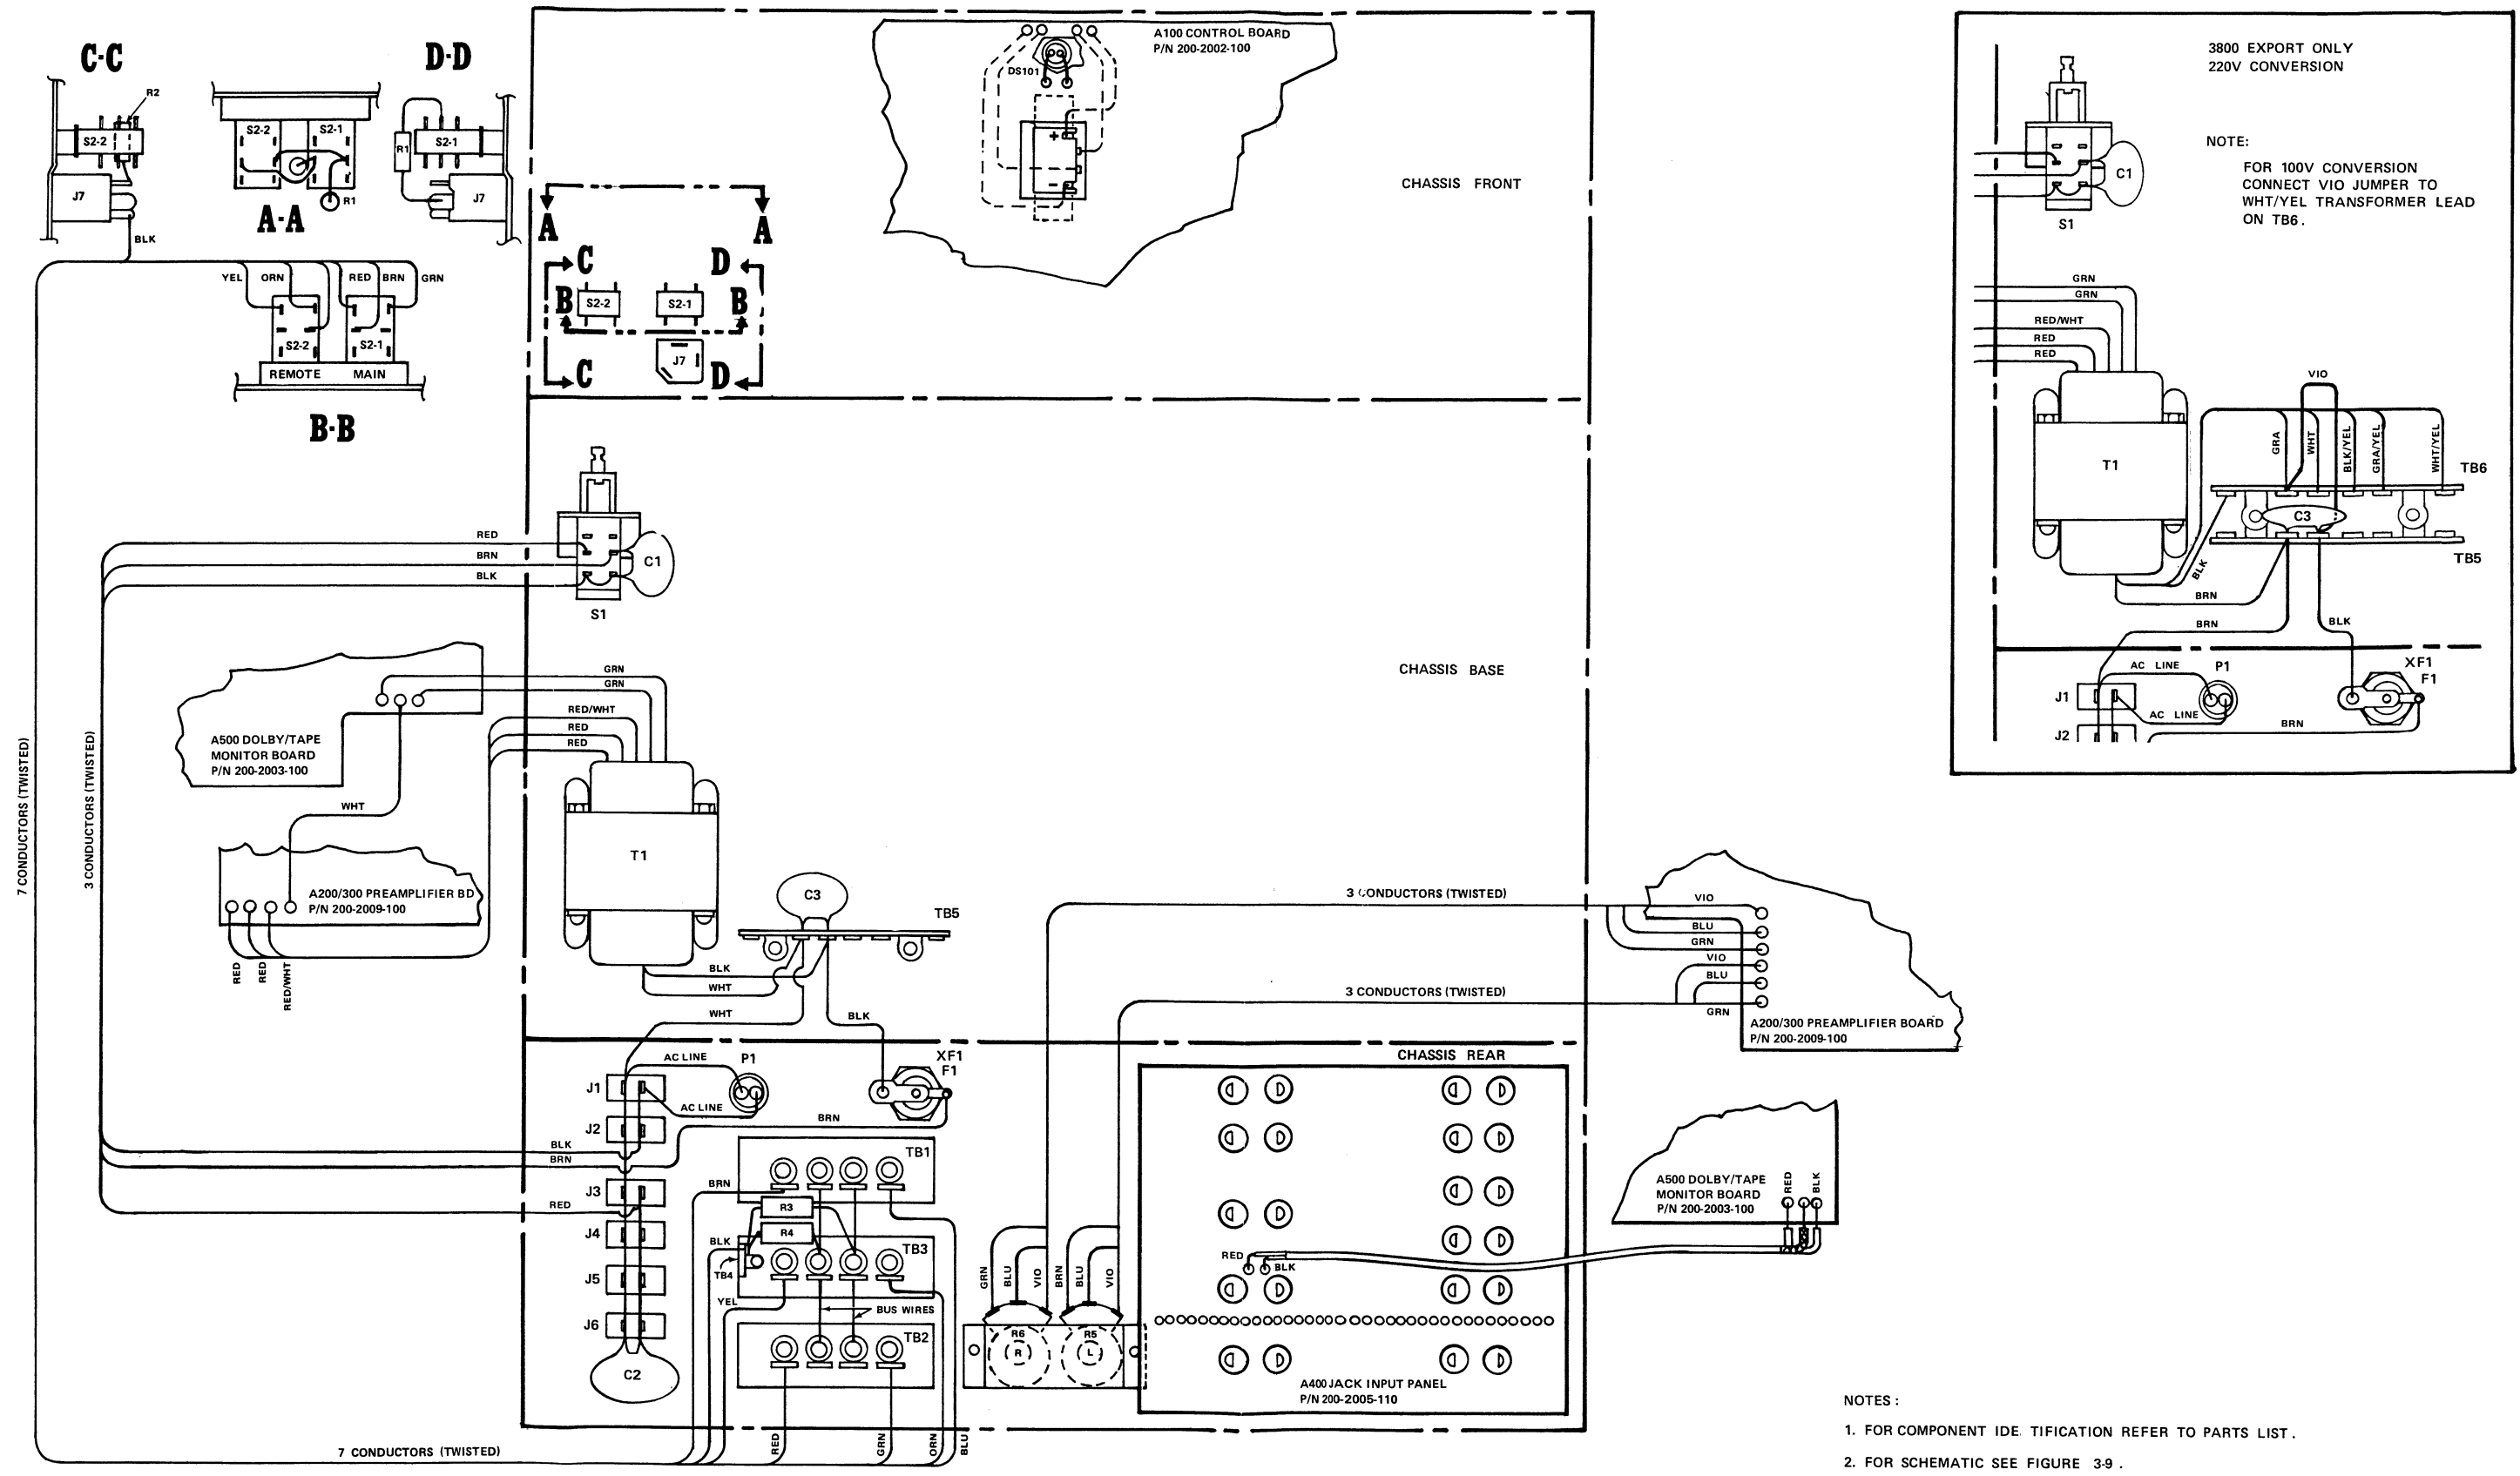 C-C
R2
S2-2
J7
BLK
S2-2
S2-1
R1
A-A
D-D
R1
S2-1
J7
YEL
ORN
RED
BRN
GRN
S2-2
S2-1
REMOTE
MAIN
B-B
A100 CONTROL BOARD
P/N 200-2002-100
DS101
+
-
CHASSIS FRONT
A
A
C
D
B
S2-2
S2-1
B
J7
C
D
3800 EXPORT ONLY
220V CONVERSION
NOTE:
FOR 100V CONVERSION
CONNECT VIO JUMPER TO
WHT/YEL TRANSFORMER LEAD
ON TB6.
C1
S1
GRN
GRN
RED/WHT
RED
RED
T1
VIO
GRA
WHT
BLK/YEL
GRA/YEL
WHT/YEL
TB6
C3
TB5
BLK
BRN
BRN
BLK
AC LINE
P1
XF1
F1
J1
AC LINE
BRN
J2
RED
BRN
BLK
C1
S1
CHASSIS BASE
7 CONDUCTORS (TWISTED)
3 CONDUCTORS (TWISTED)
GRN
GRN
RED/WHT
RED
RED
A500 DOLBY/TAPE
MONITOR BOARD
P/N 200-2003-100
WHT
A200/300 PREAMPLIFIER BD
P/N 200-2009-100
RED
RED
RED/WHT
T1
C3
TB5
BLK
WHT
WHT
BLK
3 CONDUCTORS (TWISTED)
3 CONDUCTORS (TWISTED)
VIO
BLU
GRN
VIO
BLU
GRN
A200/300 PREAMPLIFIER BOARD
P/N 200-2009-100
CHASSIS REAR
AC LINE
P1
XF1
F1
J1
AC LINE
BRN
J2
BLK
BRN
J3
RED
J4
J5
J6
C2
BRN
TB1
R3
R4
BLK
TB4
TB3
YEL
BUS WIRES
TB2
RED
GRN
ORN
BLU
7 CONDUCTORS (TWISTED)
GRN
BLU
VIO
BRN
BLU
VIO
R6
R
R5
L
RED
BLK
A400 JACK INPUT PANEL
P/N 200-2005-110
A500 DOLBY/TAPE
MONITOR BOARD
P/N 200-2003-100
RED
BLK
NOTES :
1. FOR COMPONENT IDE TIFICATION REFER TO PARTS LIST .
2. FOR SCHEMATIC SEE FIGURE 3-9 .